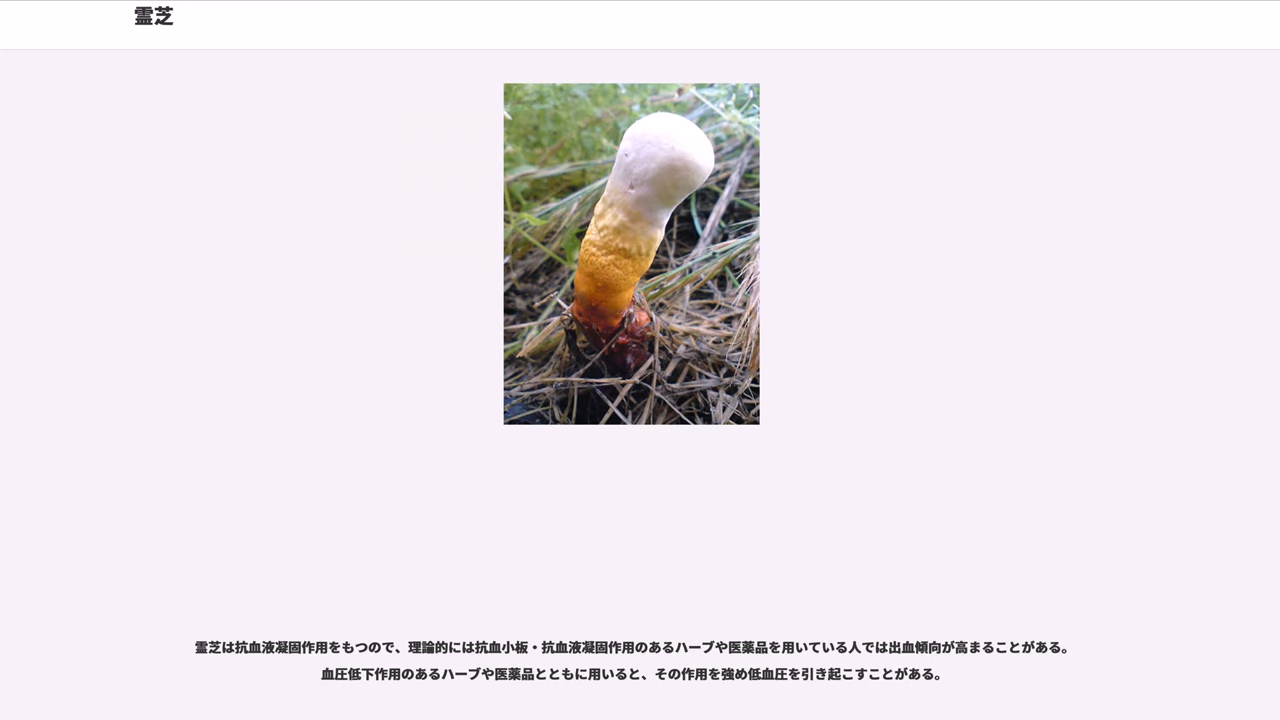 霊芝
霊芝は抗血液凝固作用をもつので、理論的には抗血小板・抗血液凝固作用のあるハーブや医薬品を用いている人では出血傾向が高まることがある。
血圧低下作用のあるハーブや医薬品とともに用いると、その作用を強め低血圧を引き起こすことがある。